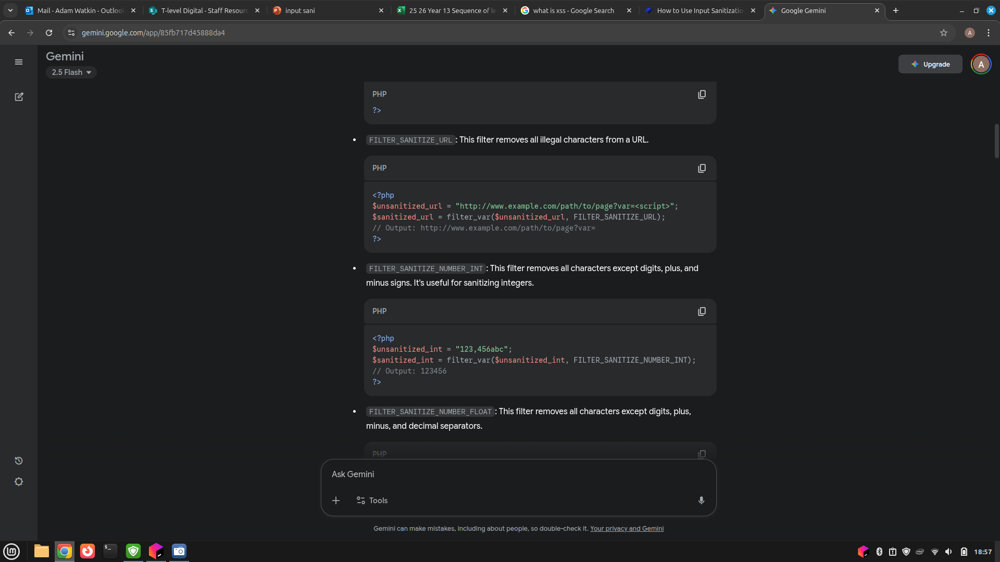 Mail - Adam Watkin - Outlook
T-level Digital - Staff Resourc
input sani
25 26 Year 13 Sequence of le
what is xss - Google Search
How to Use Input Sanitizatio
Google Gemini
gemini.google.com/app/85fb717d45888da4
A
Gemini
2.5 Flash
Upgrade
A
PHP
?>
• FILTER_SANITIZE_URL: This filter removes all illegal characters from a URL.
PHP
<?php
$unsanitized_url = "http://www.example.com/path/to/page?var=<script>";
$sanitized_url = filter_var($unsanitized_url, FILTER_SANITIZE_URL);
// Output: http://www.example.com/path/to/page?var=
?>
• FILTER_SANITIZE_NUMBER_INT: This filter removes all characters except digits, plus, and
minus signs. It's useful for sanitizing integers.
PHP
<?php
$unsanitized_int = "123,456abc";
$sanitized_int = filter_var($unsanitized_int, FILTER_SANITIZE_NUMBER_INT);
// Output: 123456
?>
• FILTER_SANITIZE_NUMBER_FLOAT: This filter removes all characters except digits, plus,
minus, and decimal separators.
PHP
Ask Gemini
Tools
Gemini can make mistakes, including about people, so double-check it. Your privacy and Gemini
18:57